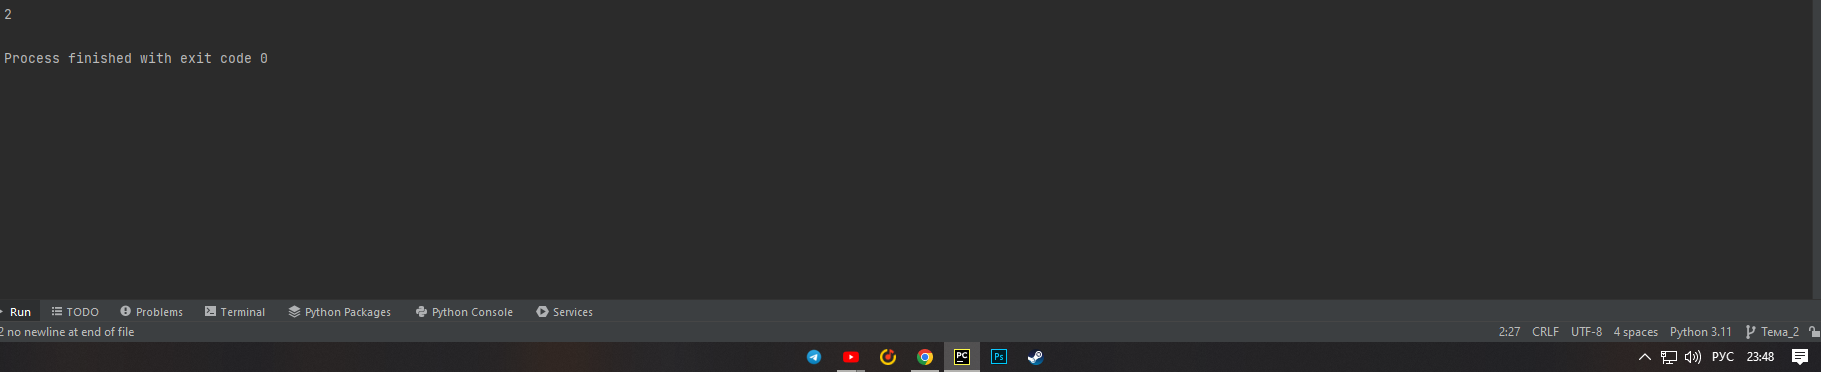 2
Process finished with exit code 0
Run TODO Problems Terminal Python Packages Python Console Services
2 no newline at end of file 2:27 CRLF UTF-8 4 spaces Python 3.11 Тема_2
PC Ps РУС 23:48